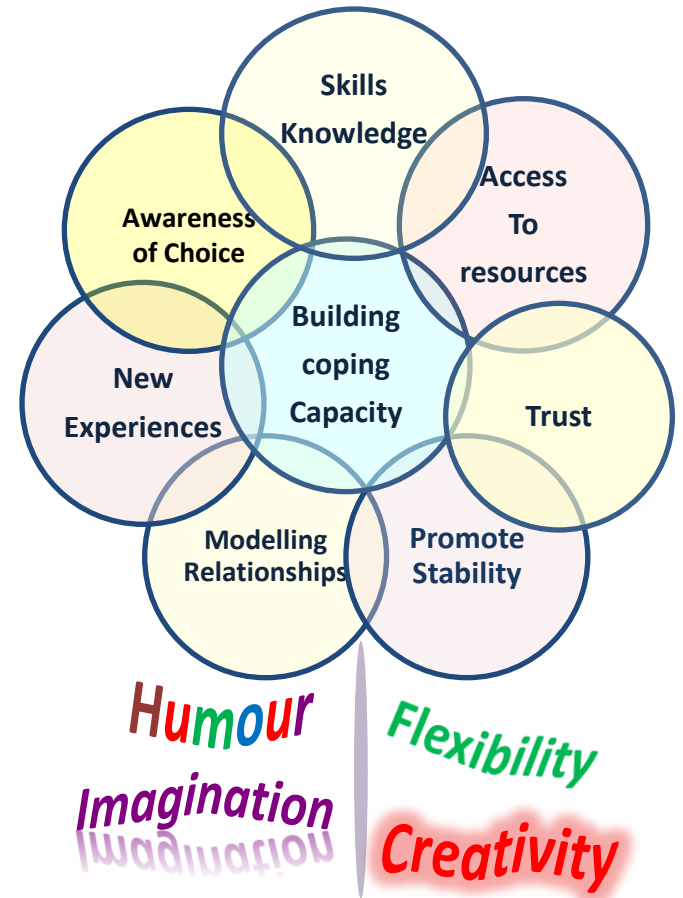 Skills
Knowledge
Access
To
resources
Awareness
of Choice
Building
coping
Capacity
New
Experiences
Trust
Modelling
Relationships
Promote
Stability
Humour
Flexibility
Imagination
Creativity